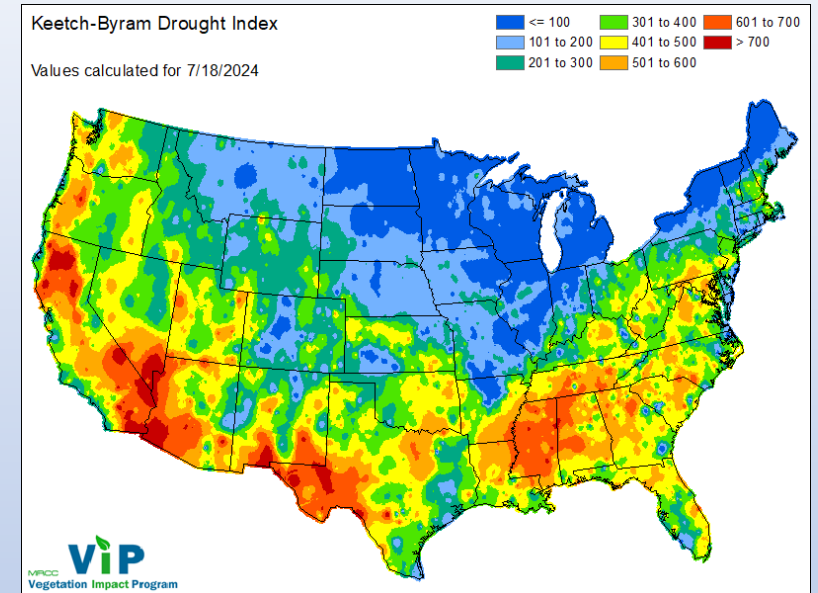 Keetch-Byram Drought Index
Values calculated for 7/18/2024
<= 100
101 to 200
201 to 300
301 to 400
401 to 500
501 to 600
601 to 700
> 700
MRCC ViP
Vegetation Impact Program